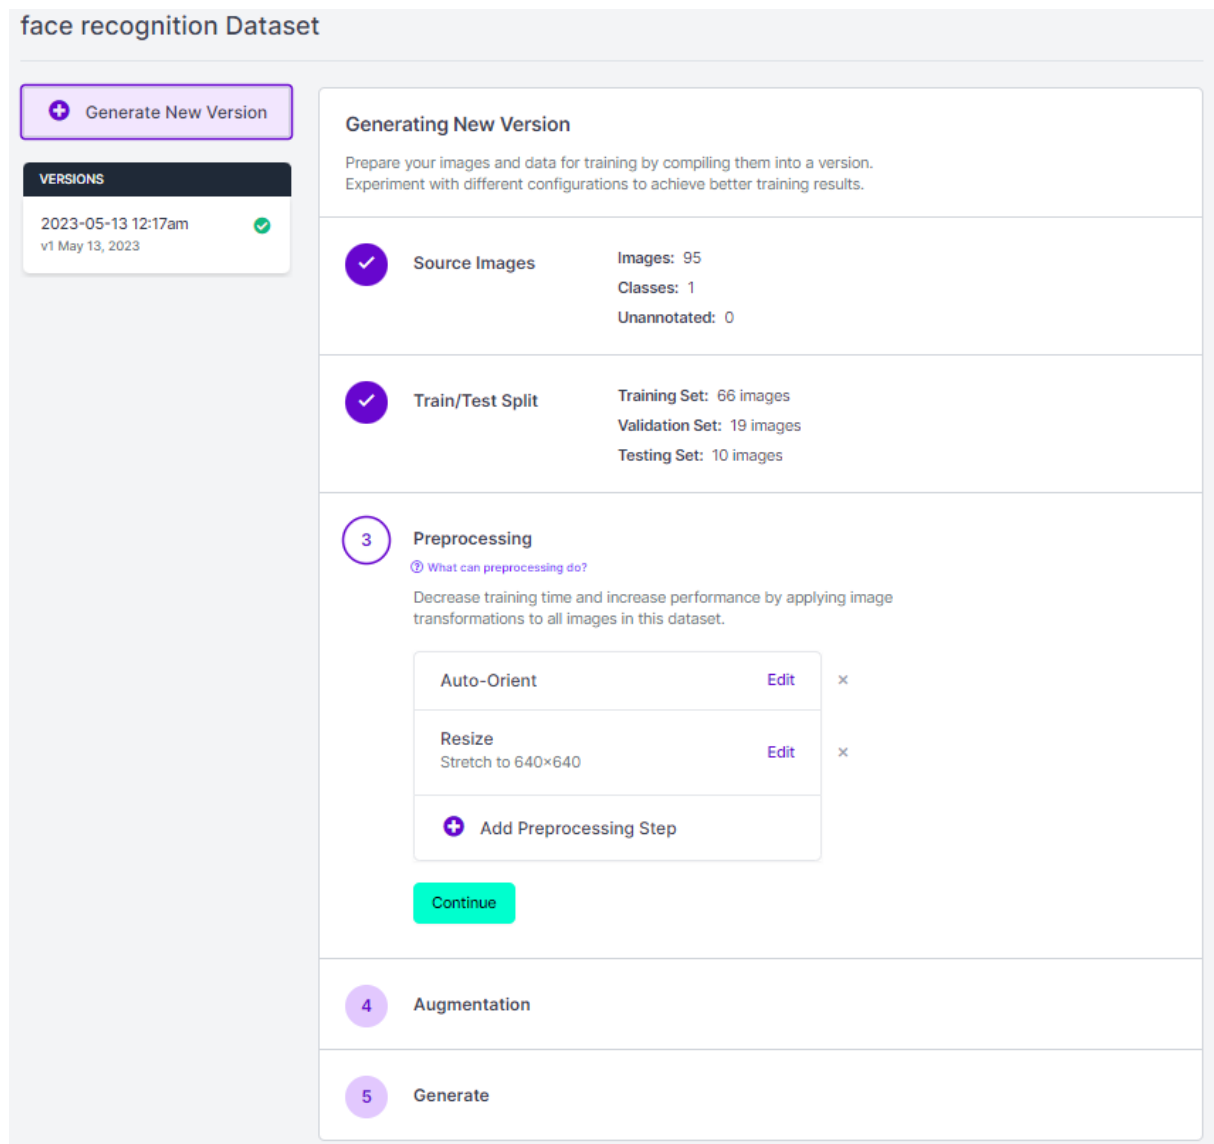 face recognition Dataset
Generate New Version
VERSIONS
2023-05-13 12:17am
v1 May 13, 2023
Generating New Version
Prepare your images and data for training by compiling them into a version.
Experiment with different configurations to achieve better training results.
Source Images
Images: 95
Classes: 1
Unannotated: 0
Train/Test Split
Training Set: 66 images
Validation Set: 19 images
Testing Set: 10 images
3 Preprocessing
What can preprocessing do?
Decrease training time and increase performance by applying image
transformations to all images in this dataset.
Auto-Orient Edit ×
Resize
Stretch to 640×640
Edit ×
Add Preprocessing Step
Continue
4 Augmentation
5 Generate